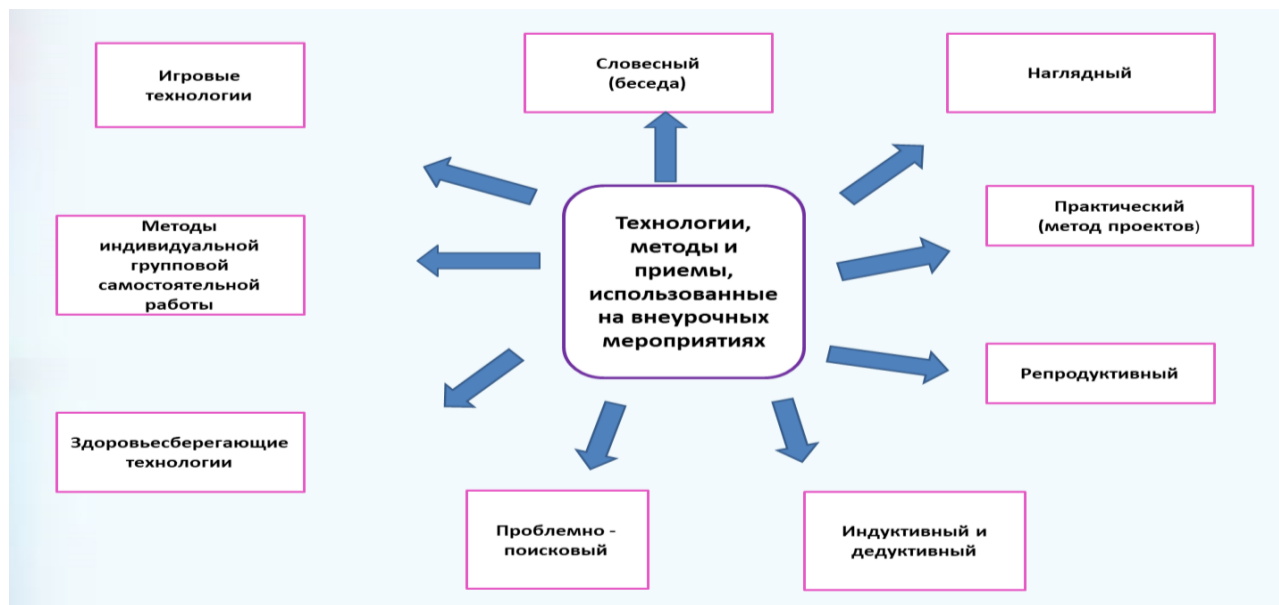 Игровые
технологии
Словесный
(беседа)
Наглядный
Методы
индивидуальной
групповой
самостоятельной
работы
Технологии,
методы и
приемы,
использованные
на внеурочных
мероприятиях
Практический
(метод проектов)
Репродуктивный
Здоровьесберегающие
технологии
Проблемно -
поисковый
Индуктивный и
дедуктивный